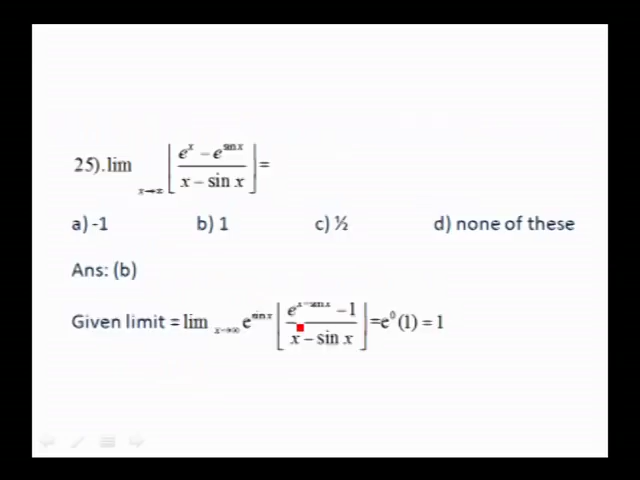 25). lim x→∞ [ (e^x − e^sin x) / (x − sin x) ] =
a) -1 b) 1 c) ½ d) none of these
Ans: (b)
Given limit = lim x→∞ e^sin x [ (e^(x−sin x) − 1) / (x − sin x) ] =e^0 (1) = 1